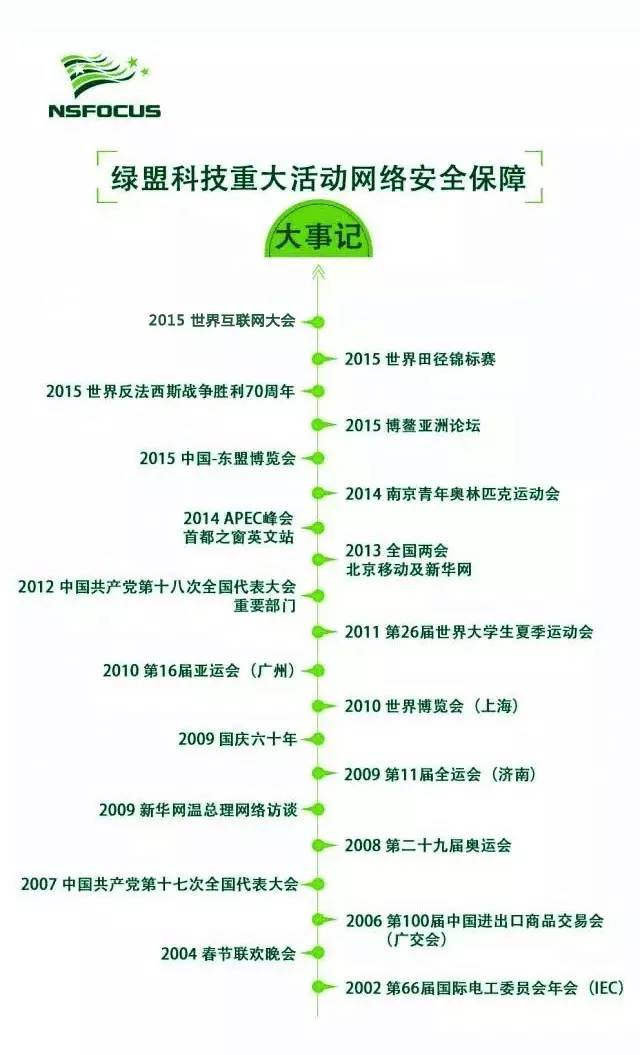 NSFOCUS
绿盟科技重大活动网络安全保障
大事记
2015 世界互联网大会
2015 世界田径锦标赛
2015 世界反法西斯战争胜利70周年
2015 博鳌亚洲论坛
2015 中国-东盟博览会
2014 南京青年奥林匹克运动会
2014 APEC峰会
首都之窗英文站
2013 全国两会
北京移动及新华网
2012 中国共产党第十八次全国代表大会
重要部门
2011 第26届世界大学生夏季运动会
2010 第16届亚运会（广州）
2010 世界博览会（上海）
2009 国庆六十年
2009 第11届全运会（济南）
2009 新华网温总理网络访谈
2008 第二十九届奥运会
2007 中国共产党第十七次全国代表大会
2006 第100届中国进出口商品交易会
（广交会）
2004 春节联欢晚会
2002 第66届国际电工委员会年会（IEC）